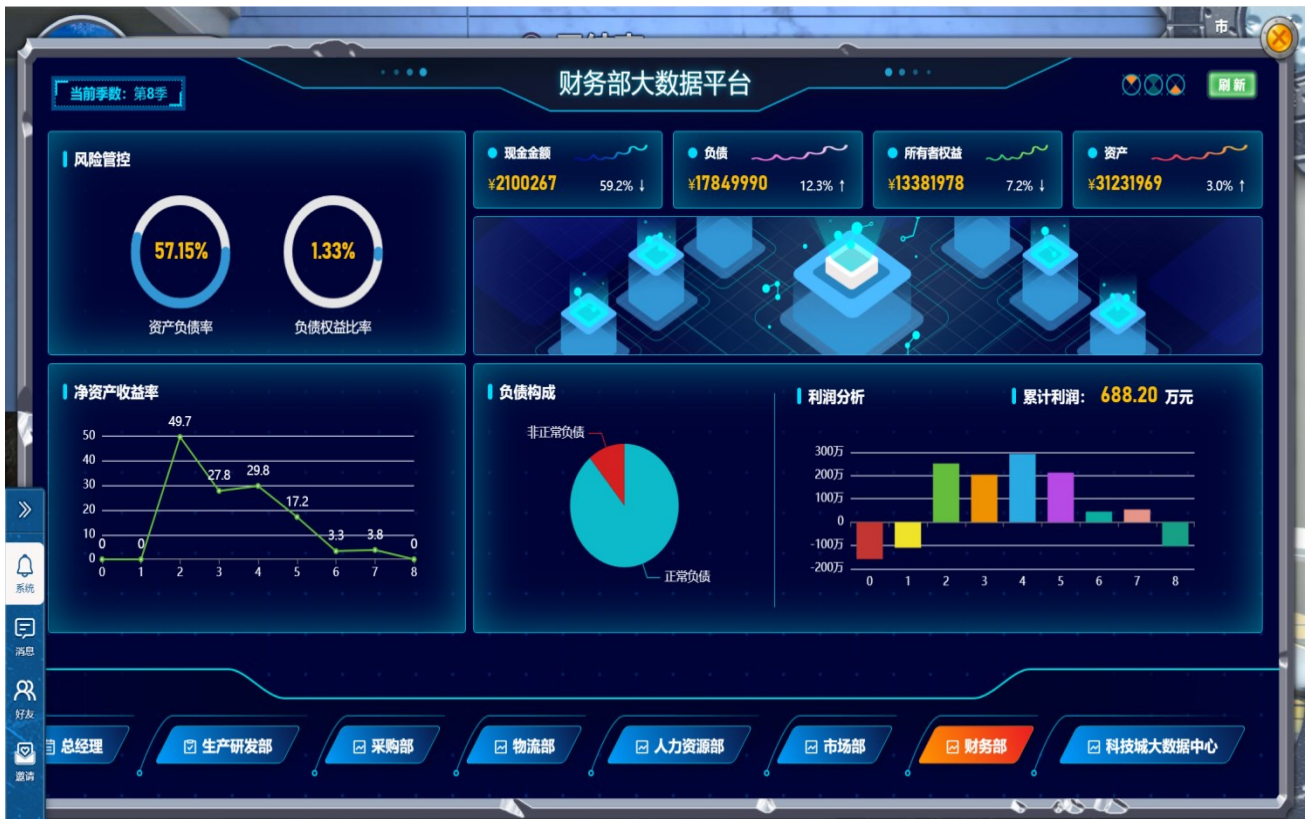 市
财务部大数据平台
当前季数：第8季
刷新
风险管控
57.15%
1.33%
资产负债率
负债权益比率
现金金额
¥2100267
59.2% ↓
负债
¥17849990
12.3% ↑
所有者权益
¥13381978
7.2% ↓
资产
¥31231969
3.0% ↑
净资产收益率
50
40
30
20
10
0
0
0
49.7
27.8
29.8
17.2
3.3
3.8
0
0 1 2 3 4 5 6 7 8
负债构成
非正常负债
正常负债
利润分析
累计利润： 688.20 万元
300万
200万
100万
0
-100万
-200万
0 1 2 3 4 5 6 7 8
系统
消息
好友
邀请
总经理
生产研发部
采购部
物流部
人力资源部
市场部
财务部
科技城大数据中心